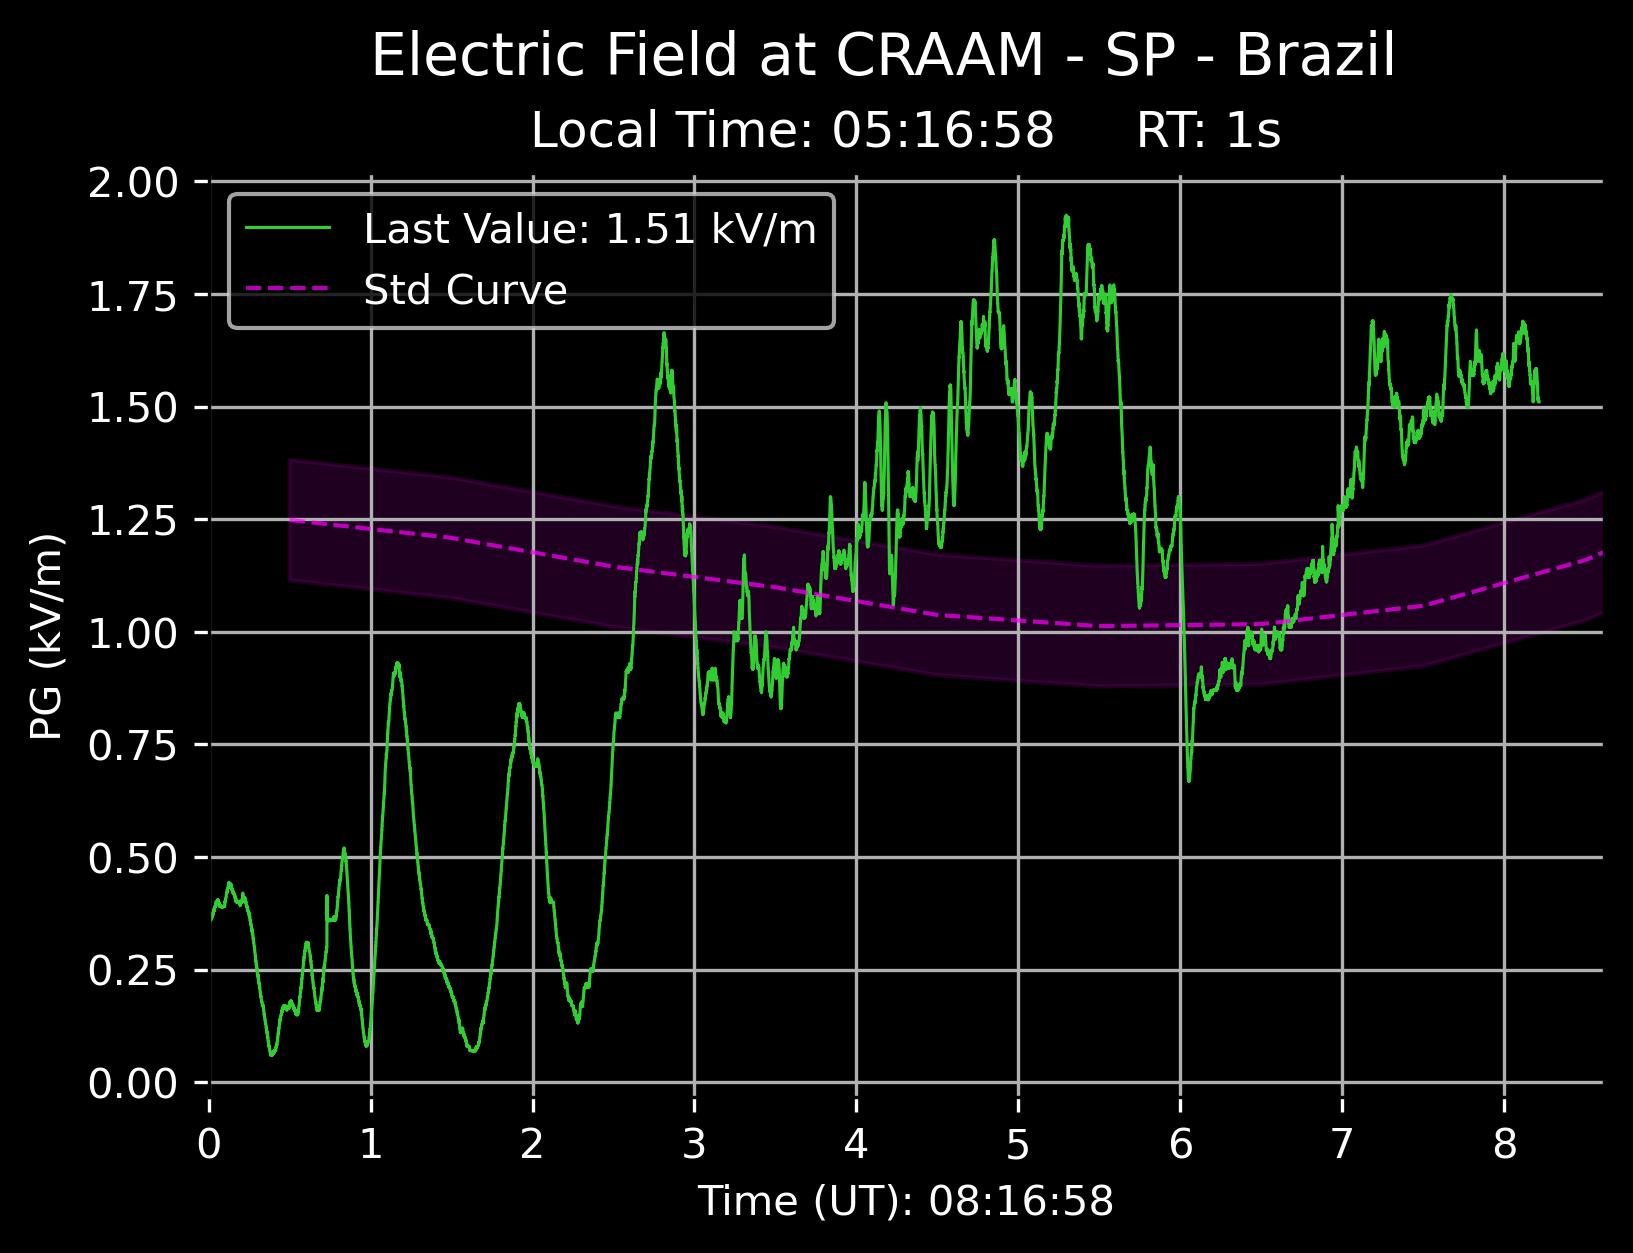 Electric Field at CRAAM - SP - Brazil
Local Time: 05:16:58 RT: 1s
Last Value: 1.51 kV/m
Std Curve
2.00
1.75
1.50
1.25
1.00
0.75
0.50
0.25
0.00
PG (kV/m)
0 1 2 3 4 5 6 7 8
Time (UT): 08:16:58